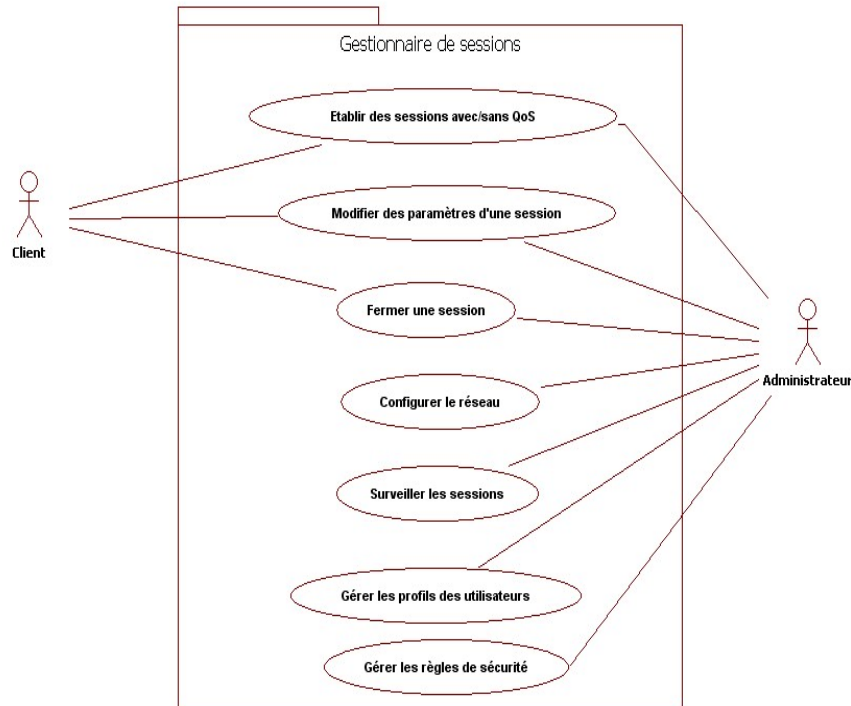 Gestionnaire de sessions
Etablir des sessions avec/sans QoS
Modifier des paramètres d'une session
Client
Fermer une session
Administrateur
Configurer le réseau
Surveiller les sessions
Gérer les profils des utilisateurs
Gérer les règles de sécurité